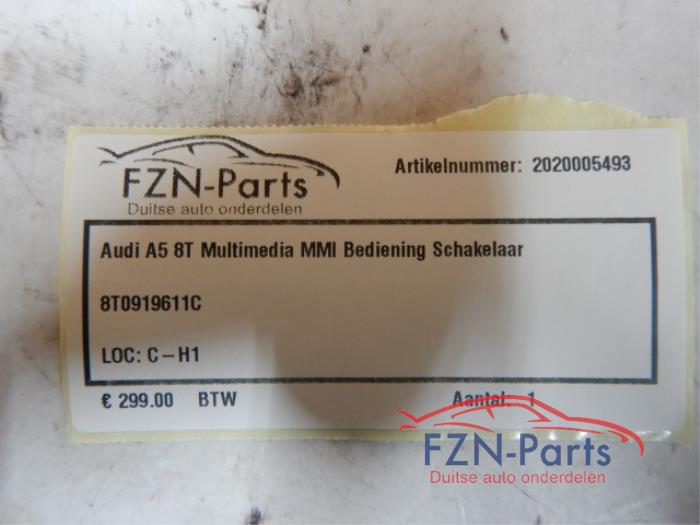 FZN-Parts
Duitse auto onderdelen
Artikelnummer: 2020005493
Audi A5 8T Multimedia MMI Bediening Schakelaar
8T0919611C
LOC: C-H1
€ 299.00 BTW
Aantal: 1
FZN-Parts
Duitse auto onderdelen